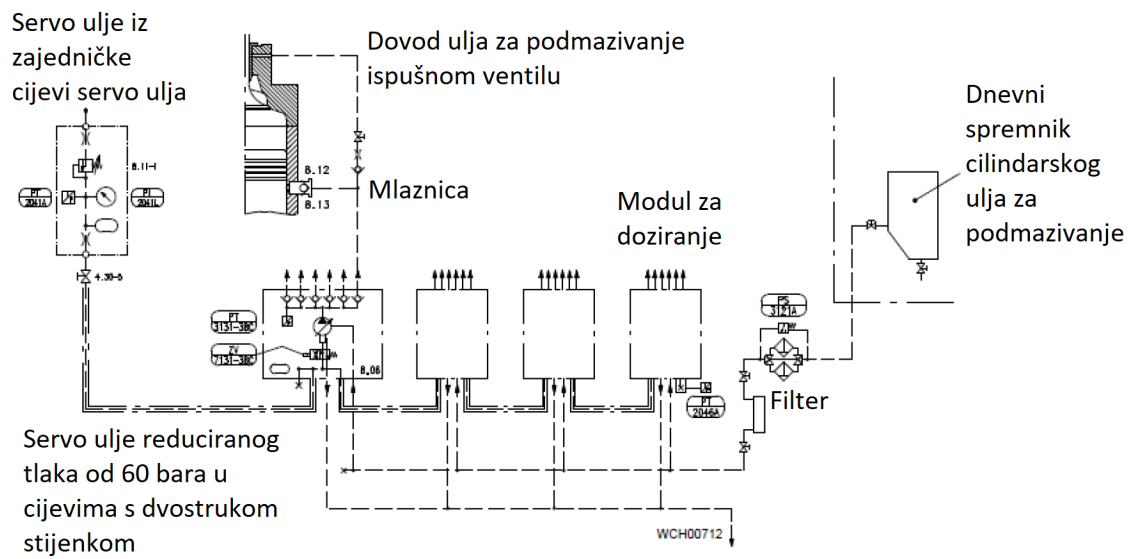 Servo ulje iz
zajedničke
cijevi servo ulja
Dovod ulja za podmazivanje
ispušnom ventilu
Dnevni
spremnik
cilindarskog
ulja za
podmazivanje
8.11-1
PT
2041A
PI
2041L
8.12
8.13
Mlaznica
Modul za
doziranje
4.30-5
PS
3121A
PT
3131-38C
ZV
7131-38C
8.06
PT
2046A
Filter
Servo ulje reduciranog
tlaka od 60 bara u
cijevima s dvostrukom
stijenkom
WCH00712